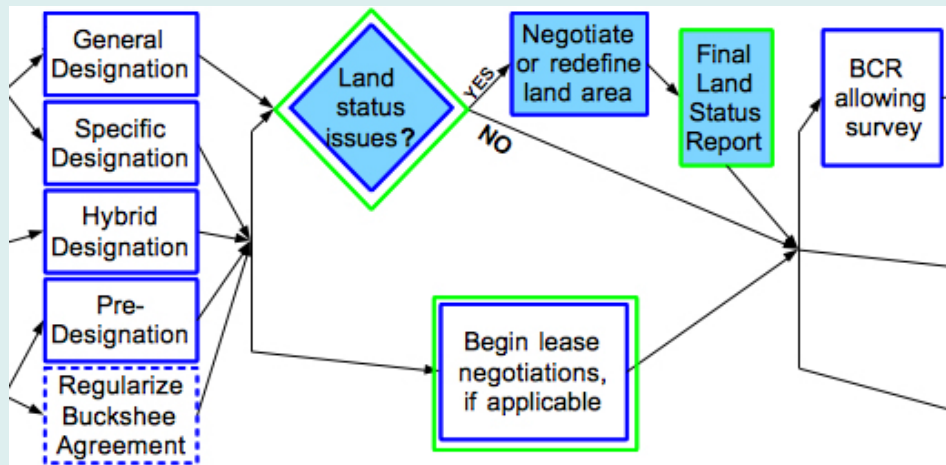 General
Designation
Specific
Designation
Hybrid
Designation
Pre-
Designation
Regularize
Buckshee
Agreement
Land
status
issues?
YES
NO
Negotiate
or redefine
land area
Final
Land
Status
Report
Begin lease
negotiations,
if applicable
BCR
allowing
survey